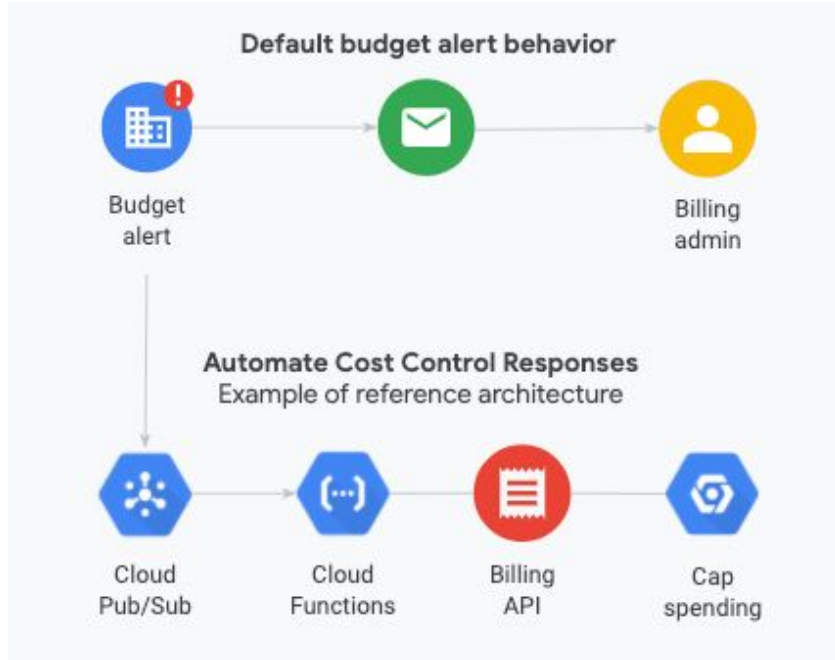 Default budget alert behavior
Budget
alert
Billing
admin
Automate Cost Control Responses
Example of reference architecture
Cloud
Pub/Sub
Cloud
Functions
Billing
API
Cap
spending